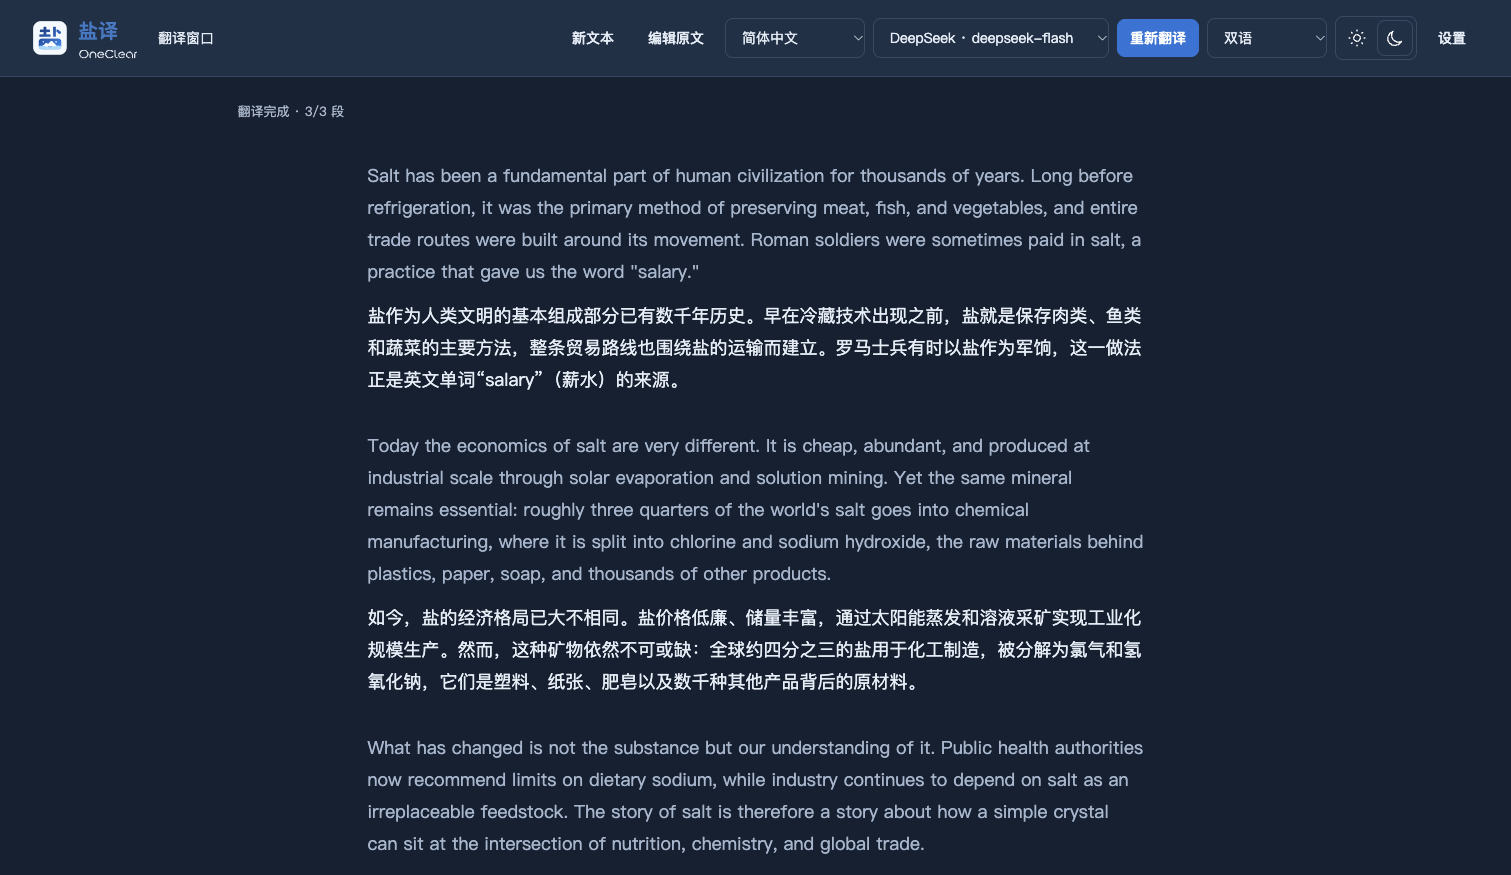 盐 盐译
OneClear
翻译窗口
新文本
编辑原文
简体中文
DeepSeek · deepseek-flash
重新翻译
双语
设置
翻译完成 · 3/3 段
Salt has been a fundamental part of human civilization for thousands of years. Long before
refrigeration, it was the primary method of preserving meat, fish, and vegetables, and entire
trade routes were built around its movement. Roman soldiers were sometimes paid in salt, a
practice that gave us the word "salary."
盐作为人类文明的基本组成部分已有数千年历史。早在冷藏技术出现之前，盐就是保存肉类、鱼类
和蔬菜的主要方法，整条贸易路线也围绕盐的运输而建立。罗马士兵有时以盐作为军饷，这一做法
正是英文单词“salary”（薪水）的来源。
Today the economics of salt are very different. It is cheap, abundant, and produced at
industrial scale through solar evaporation and solution mining. Yet the same mineral
remains essential: roughly three quarters of the world's salt goes into chemical
manufacturing, where it is split into chlorine and sodium hydroxide, the raw materials behind
plastics, paper, soap, and thousands of other products.
如今，盐的经济格局已大不相同。盐价格低廉、储量丰富，通过太阳能蒸发和溶液采矿实现工业化
规模生产。然而，这种矿物依然不可或缺：全球约四分之三的盐用于化工制造，被分解为氯气和氢
氧化钠，它们是塑料、纸张、肥皂以及数千种其他产品背后的原材料。
What has changed is not the substance but our understanding of it. Public health authorities
now recommend limits on dietary sodium, while industry continues to depend on salt as an
irreplaceable feedstock. The story of salt is therefore a story about how a simple crystal
can sit at the intersection of nutrition, chemistry, and global trade.